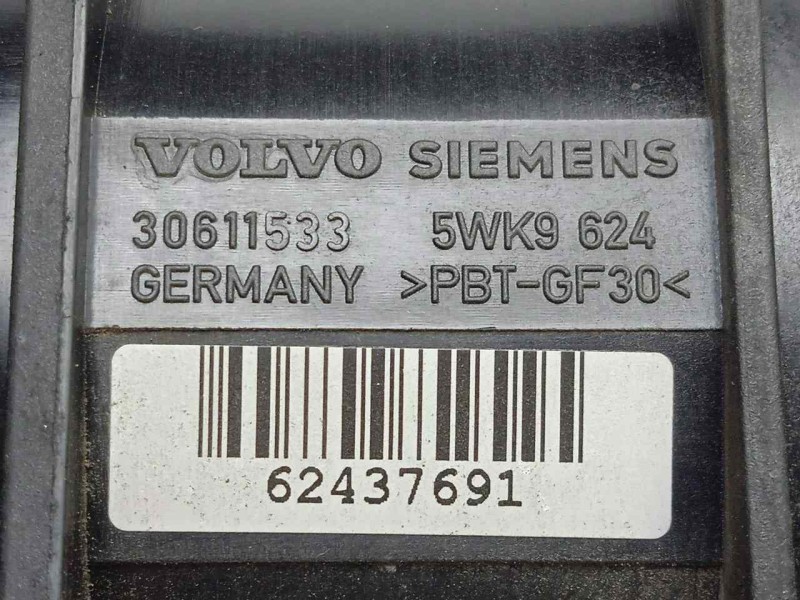 VOLVO SIEMENS
30611533 5WK9 624
GERMANY >PBT-GF30<
62437691